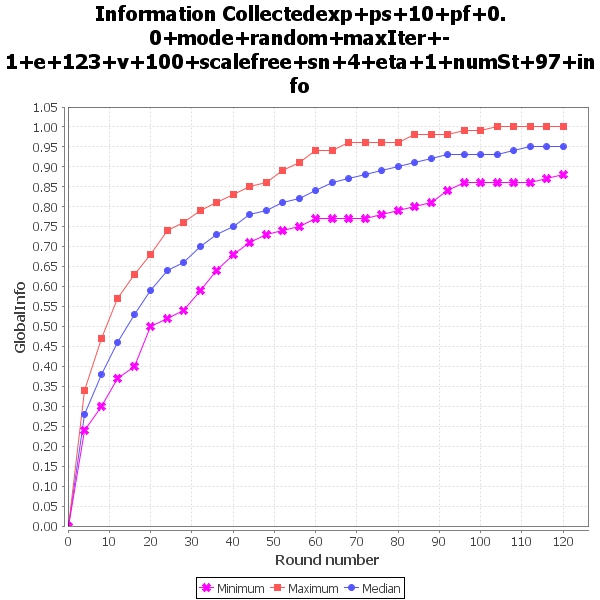 Information Collectedexp+ps+10+pf+0.
0+mode+random+maxIter+-
1+e+123+v+100+scalefree+sn+4+eta+1+numSt+97+in
fo
1.05
1.00
0.95
0.90
0.85
0.80
0.75
0.70
0.65
0.60
0.55
0.50
0.45
0.40
0.35
0.30
0.25
0.20
0.15
0.10
0.05
0.00
GlobalInfo
0 10 20 30 40 50 60 70 80 90 100 110 120
Round number
Minimum Maximum Median